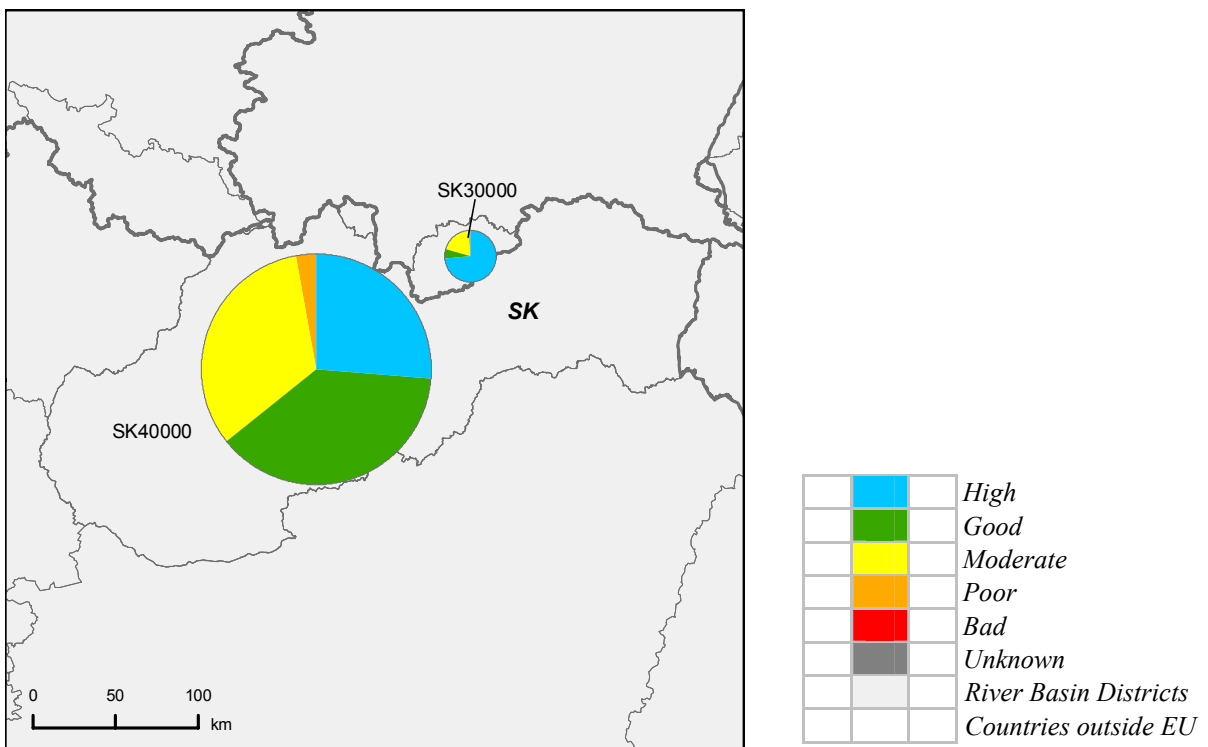 SK30000
SK
SK40000
0 50 100
km
High
Good
Moderate
Poor
Bad
Unknown
River Basin Districts
Countries outside EU